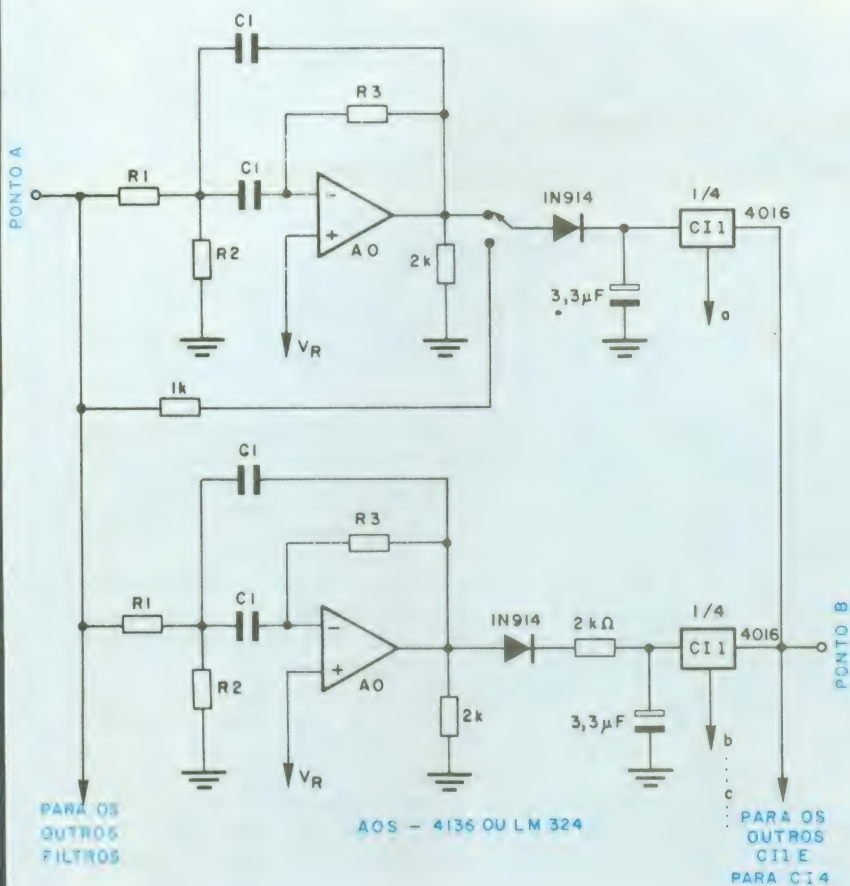 C1
R3
PONTO A
R1
C1
-
+
AO
R2
2k
VR
1N914
3,3µF
1/4
CI1
4016
a
1k
C1
R3
R1
C1
-
+
AO
R2
2k
VR
1N914
2kΩ
3,3µF
1/4
CI1
4016
b
c
PONTO B
PARA OS
OUTROS
FILTROS
AOS - 4136 OU LM 324
PARA OS
OUTROS
CI1 E
PARA CI4